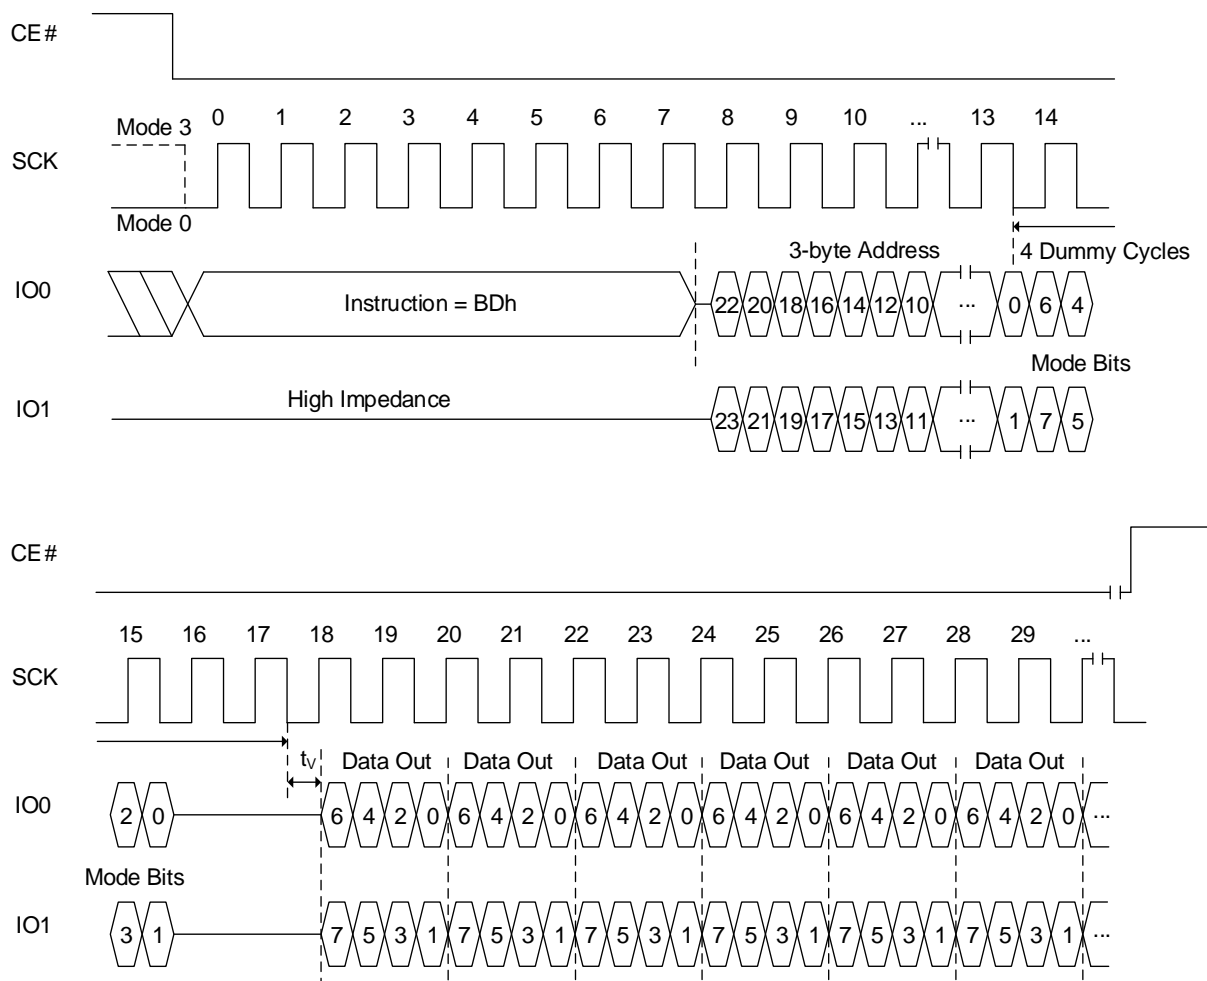 CE#
0 1 2 3 4 5 6 7 8 9 10 ... 13 14
Mode 3
SCK
Mode 0
3-byte Address
4 Dummy Cycles
IO0
Instruction = BDh
22 20 18 16 14 12 10 ... 0 6 4
Mode Bits
High Impedance
IO1
23 21 19 17 15 13 11 ... 1 7 5
CE#
15 16 17 18 19 20 21 22 23 24 25 26 27 28 29 ...
SCK
tV
Data Out Data Out Data Out Data Out Data Out Data Out
IO0
2 0 6 4 2 0 6 4 2 0 6 4 2 0 6 4 2 0 6 4 2 0 6 4 2 0 ...
Mode Bits
IO1
3 1 7 5 3 1 7 5 3 1 7 5 3 1 7 5 3 1 7 5 3 1 7 5 3 1 ...